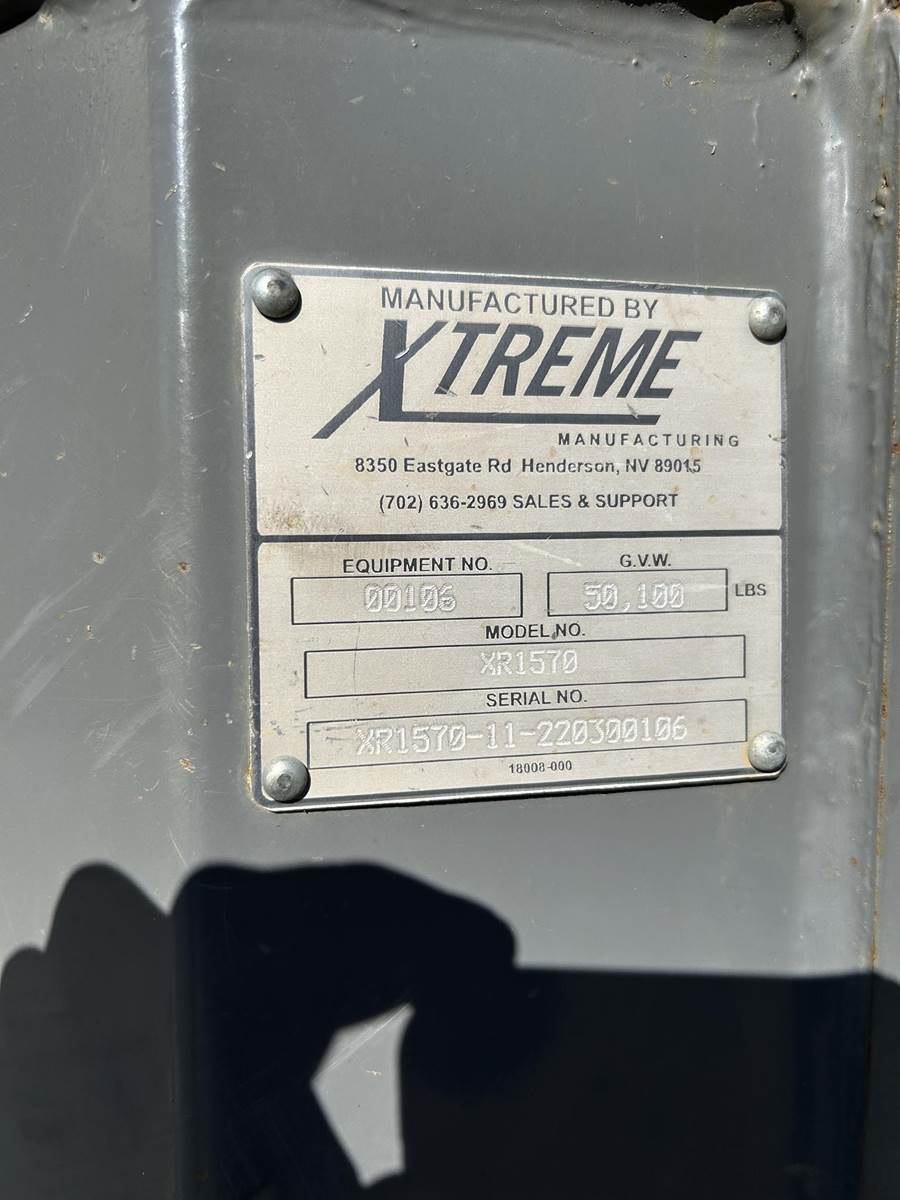 MANUFACTURED BY
XTREME
MANUFACTURING
8350 Eastgate Rd Henderson, NV 89015
(702) 636-2969 SALES & SUPPORT
EQUIPMENT NO. G.V.W.
00106 50,100 LBS
MODEL NO.
XR1570
SERIAL NO.
XR1570-11-220300106
18008-000